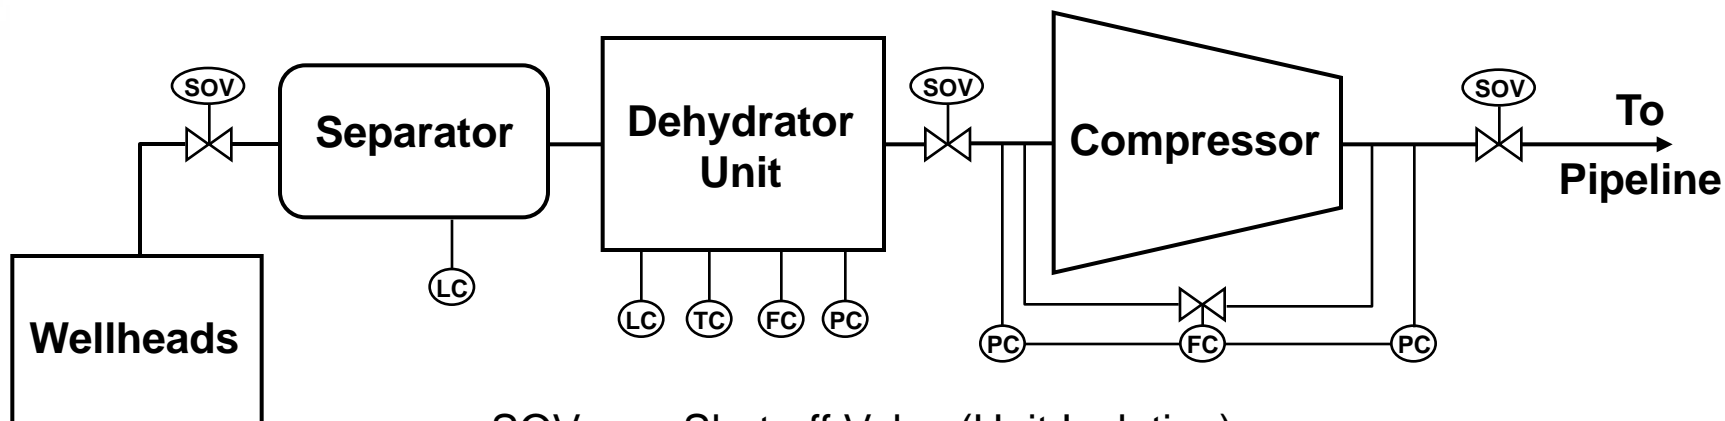 SOV
SOV
SOV
Separator
Dehydrator
Unit
Compressor
To
Pipeline
LC
LC
TC
FC
PC
PC
FC
PC
Wellheads